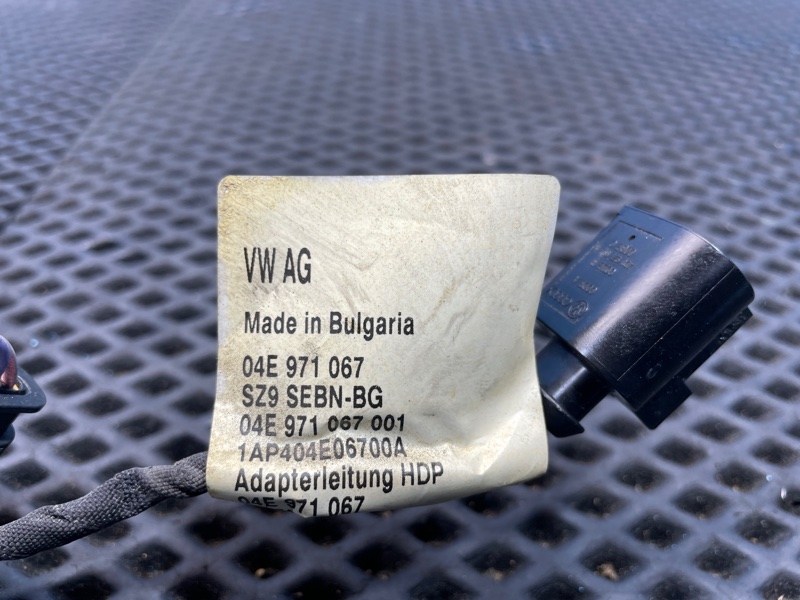 VW AG
Made in Bulgaria
04E 971 067
SZ9 SEBN-BG
04E 971 067 001
1AP404E06700A
Adapterleitung HDP
04E 971 067